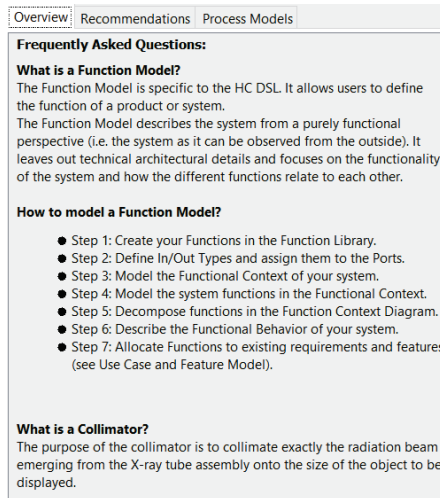 Overview Recommendations Process Models
Frequently Asked Questions:
What is a Function Model?
The Function Model is specific to the HC DSL. It allows users to define
the function of a product or system.
The Function Model describes the system from a purely functional
perspective (i.e. the system as it can be observed from the outside). It
leaves out technical architectural details and focuses on the functionality
of the system and how the different functions relate to each other.
How to model a Function Model?
● Step 1: Create your Functions in the Function Library.
● Step 2: Define In/Out Types and assign them to the Ports.
● Step 3: Model the Functional Context of your system.
● Step 4: Model the system functions in the Functional Context.
● Step 5: Decompose functions in the Function Context Diagram.
● Step 6: Describe the Functional Behavior of your system.
● Step 7: Allocate Functions to existing requirements and features
(see Use Case and Feature Model).
What is a Collimator?
The purpose of the collimator is to collimate exactly the radiation beam
emerging from the X-ray tube assembly onto the size of the object to be
displayed.